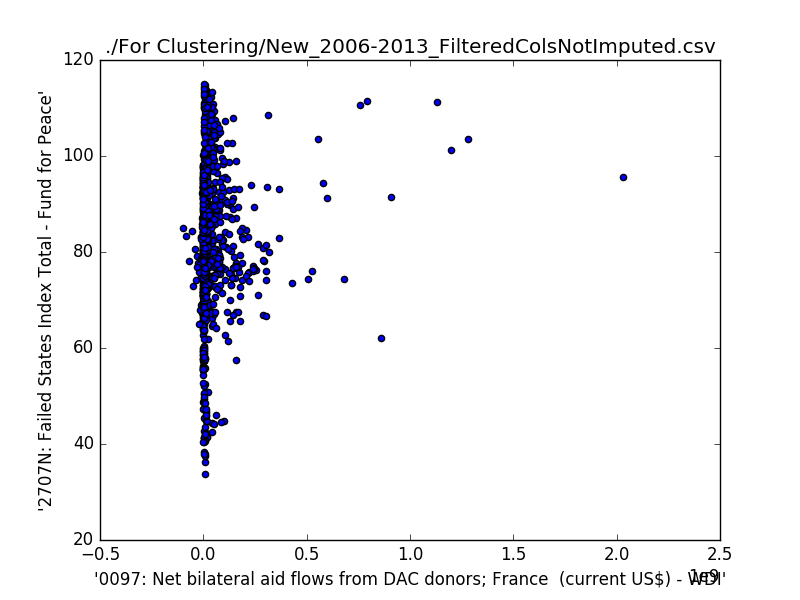 ./For Clustering/New_2006-2013_FilteredColsNotImputed.csv
120
100
80
60
40
20
'2707N: Failed States Index Total - Fund for Peace'
−0.5 0.0 0.5 1.0 1.5 2.0 2.5
1e9
'0097: Net bilateral aid flows from DAC donors; France  (current US$) - WDI'